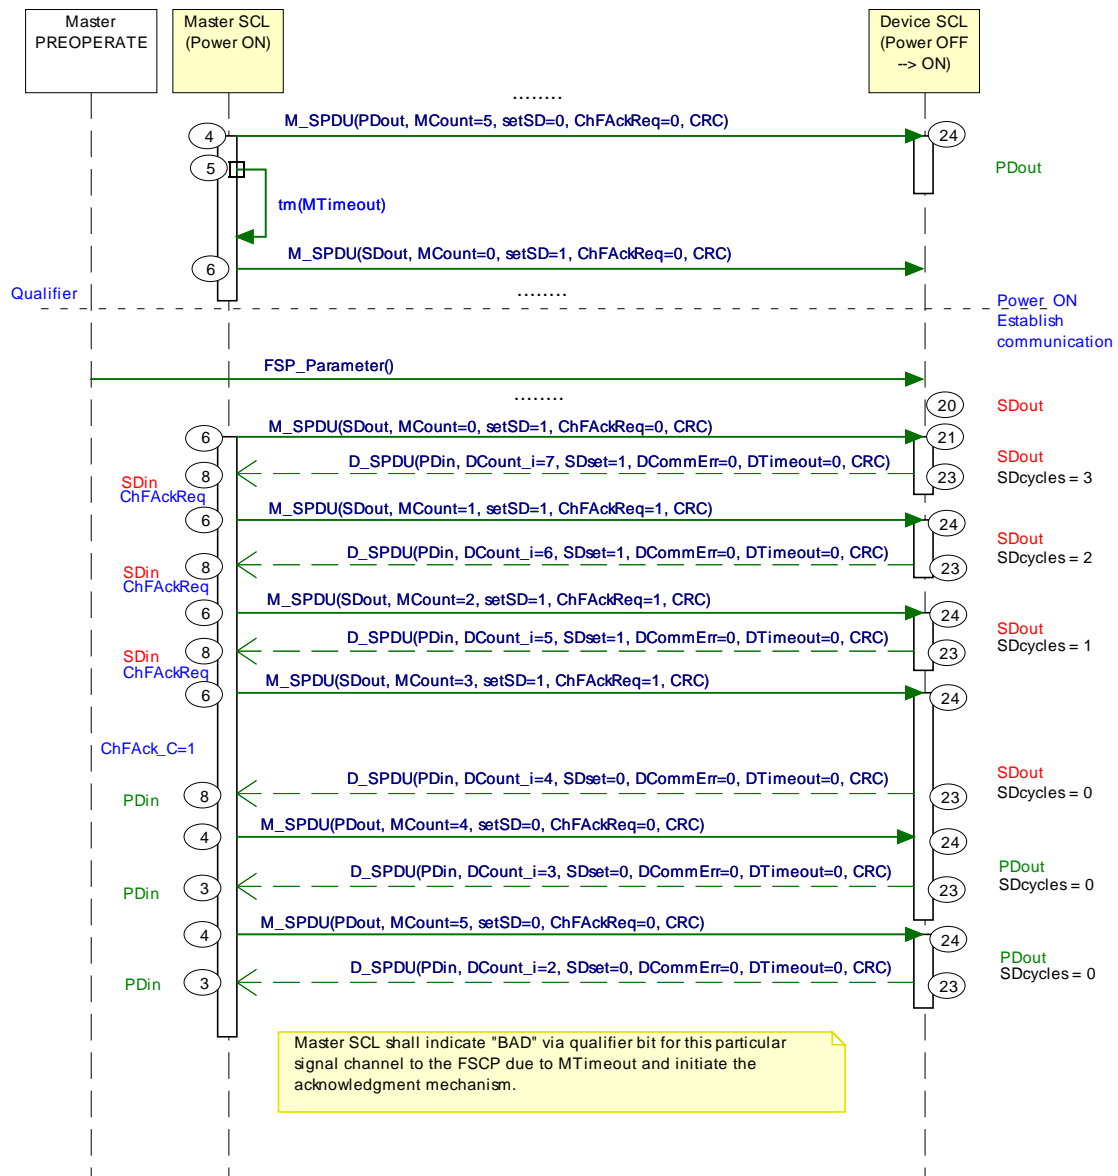 Master
PREOPERATE
Master SCL
(Power ON)
Device SCL
(Power OFF
--> ON)
........
M_SPDU(PDout, MCount=5, setSD=0, ChFAckReq=0, CRC)
4
24
5
PDout
tm(MTimeout)
M_SPDU(SDout, MCount=0, setSD=1, ChFAckReq=0, CRC)
6
Qualifier
........
Power ON
Establish
communication
FSP_Parameter()
........
20
SDout
M_SPDU(SDout, MCount=0, setSD=1, ChFAckReq=0, CRC)
6
21
D_SPDU(PDin, DCount_i=7, SDset=1, DCommErr=0, DTimeout=0, CRC)
SDout
SDcycles = 3
8
23
SDin
ChFAckReq
M_SPDU(SDout, MCount=1, setSD=1, ChFAckReq=1, CRC)
6
24
D_SPDU(PDin, DCount_i=6, SDset=1, DCommErr=0, DTimeout=0, CRC)
SDout
SDcycles = 2
8
23
SDin
ChFAckReq
M_SPDU(SDout, MCount=2, setSD=1, ChFAckReq=1, CRC)
6
24
D_SPDU(PDin, DCount_i=5, SDset=1, DCommErr=0, DTimeout=0, CRC)
SDout
SDcycles = 1
8
23
SDin
ChFAckReq
M_SPDU(SDout, MCount=3, setSD=1, ChFAckReq=1, CRC)
6
24
ChFAck_C=1
D_SPDU(PDin, DCount_i=4, SDset=0, DCommErr=0, DTimeout=0, CRC)
SDout
SDcycles = 0
PDin
8
23
M_SPDU(PDout, MCount=4, setSD=0, ChFAckReq=0, CRC)
4
24
D_SPDU(PDin, DCount_i=3, SDset=0, DCommErr=0, DTimeout=0, CRC)
PDout
SDcycles = 0
PDin
3
23
M_SPDU(PDout, MCount=5, setSD=0, ChFAckReq=0, CRC)
4
24
D_SPDU(PDin, DCount_i=2, SDset=0, DCommErr=0, DTimeout=0, CRC)
PDout
SDcycles = 0
PDin
3
23
Master SCL shall indicate "BAD" via qualifier bit for this particular
signal channel to the FSCP due to MTimeout and initiate the
acknowledgment mechanism.